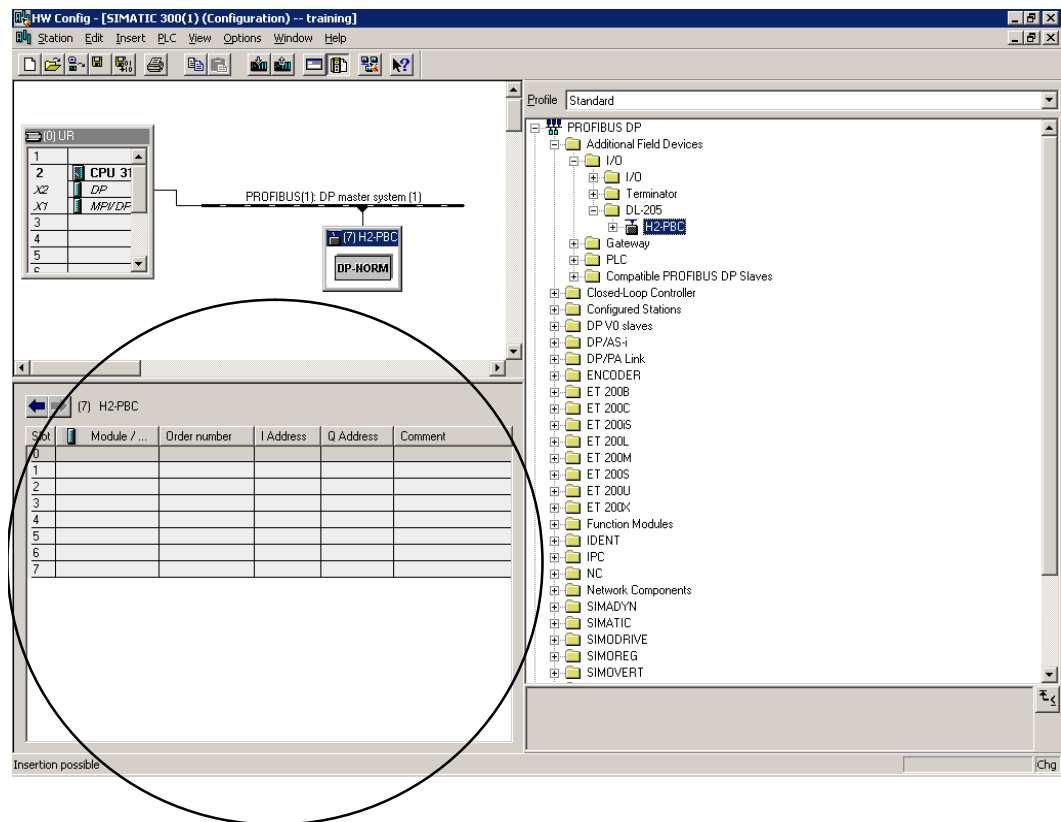 HW Config - [SIMATIC 300(1) (Configuration) -- training]
Station Edit Insert PLC View Options Window Help
(0) UR
1
2 CPU 31
X2 DP
X1 MPI/DP
3
4
5
6
PROFIBUS(1): DP master system (1)
(7) H2-PBC
DP-NORM
(7) H2-PBC
Slot Module / ... Order number I Address Q Address Comment
0
1
2
3
4
5
6
7
Profile Standard
PROFIBUS DP
Additional Field Devices
I/O
I/O
Terminator
DL-205
H2-PBC
Gateway
PLC
Compatible PROFIBUS DP Slaves
Closed-Loop Controller
Configured Stations
DP V0 slaves
DP/AS-i
DP/PA Link
ENCODER
ET 200B
ET 200C
ET 200iS
ET 200L
ET 200M
ET 200S
ET 200U
ET 200X
Function Modules
IDENT
IPC
NC
Network Components
SIMADYN
SIMATIC
SIMODRIVE
SIMOREG
SIMOVERT
Insertion possible
Chg